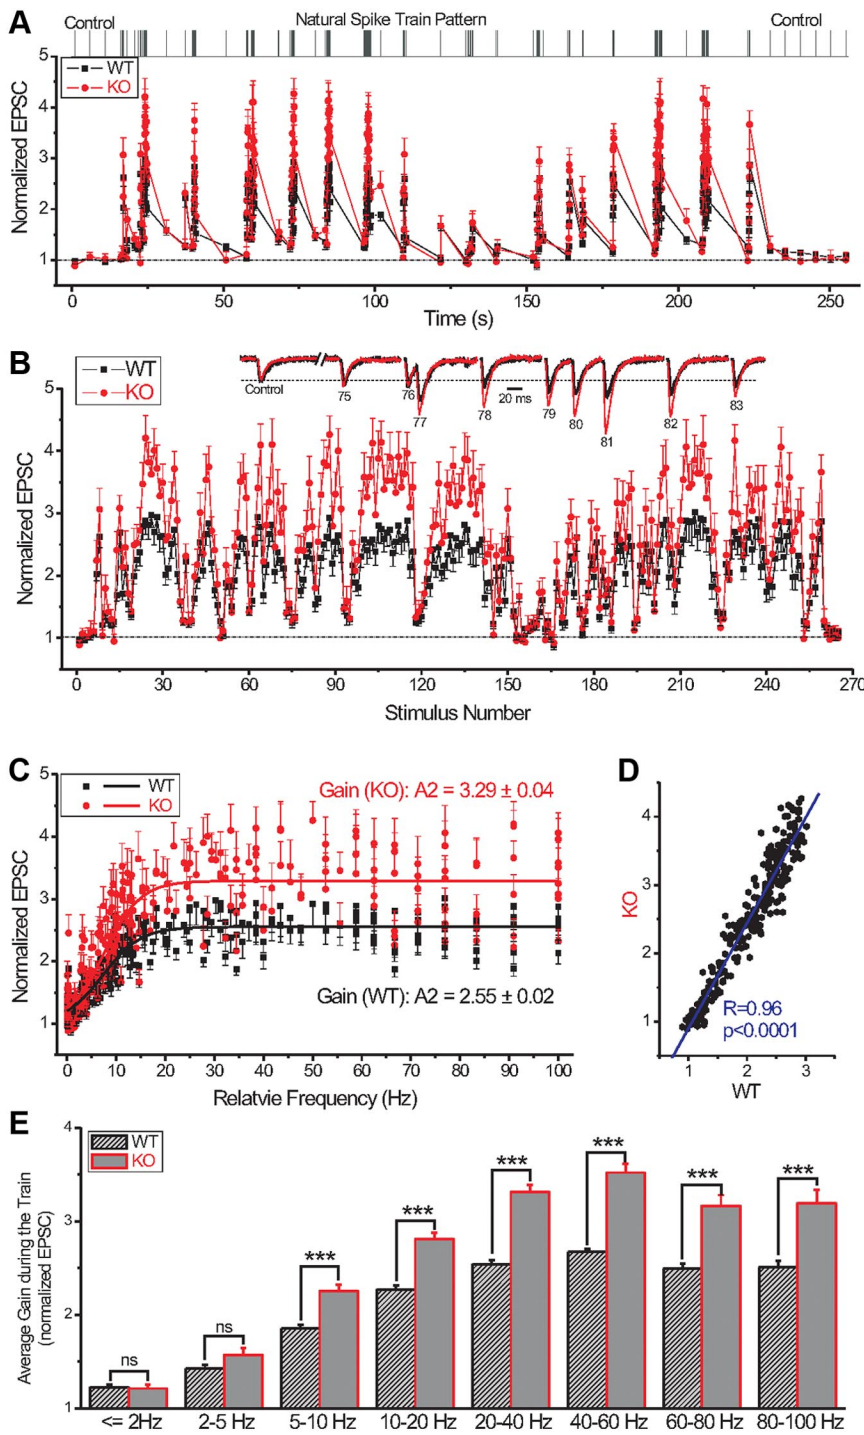 A
Control Natural Spike Train Pattern Control
WT
KO
Normalized EPSC
5
4
3
2
1
0 50 100 150 200 250
Time (s)
B
WT
KO
Control 75 76 77 78 79 80 81 82 83
20 ms
Normalized EPSC
5
4
3
2
1
0 30 60 90 120 150 180 210 240 270
Stimulus Number
C
WT
KO
Gain (KO): A2 = 3.29 ± 0.04
Gain (WT): A2 = 2.55 ± 0.02
Normalized EPSC
5
4
3
2
1
0 10 20 30 40 50 60 70 80 90 100
Relatvie Frequency (Hz)
D
KO
4
3
2
1
R=0.96
p<0.0001
1 2 3
WT
E
WT
KO
Average Gain during the Train
(normalized EPSC)
4
3
2
1
ns ns *** *** *** *** *** ***
<= 2Hz 2-5 Hz 5-10 Hz 10-20 Hz 20-40 Hz 40-60 Hz 60-80 Hz 80-100 Hz